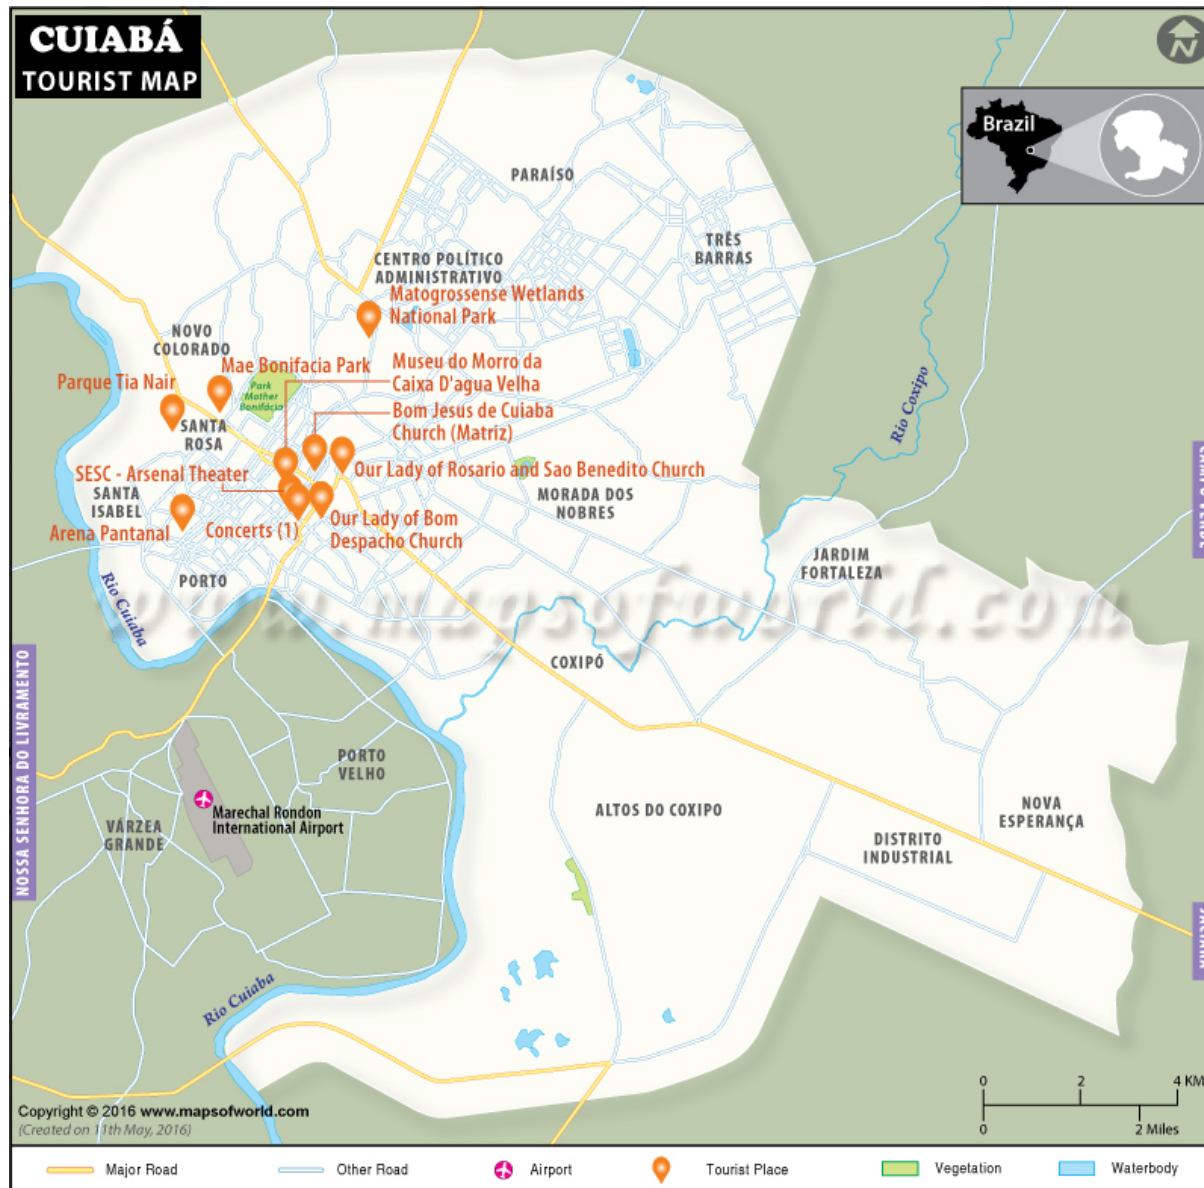 CUIABÁ
TOURIST MAP
N
Brazil
PARAÍSO
TRÊS
BARRAS
CENTRO POLÍTICO
ADMINISTRATIVO
Matogrossense Wetlands
National Park
NOVO
COLORADO
Mae Bonifacia Park
Parque Tia Nair
Park
Mother
Bonifácia
Museu do Morro da
Caixa D'agua Velha
Bom Jesus de Cuiaba
Church (Matriz)
SANTA
ROSA
Rio Coxipo
SESC - Arsenal Theater
Our Lady of Rosario and Sao Benedito Church
SANTA
ISABEL
MORADA DOS
NOBRES
Arena Pantanal
Concerts (1)
Our Lady of Bom
Despacho Church
JARDIM
FORTALEZA
PORTO
Rio Cuiaba
www.mapsofworld.com
COXIPÓ
NOSSA SENHORA DO LIVRAMENTO
PORTO
VELHO
Marechal Rondon
International Airport
VÁRZEA
GRANDE
ALTOS DO COXIPO
NOVA
ESPERANÇA
DISTRITO
INDUSTRIAL
Rio Cuiaba
0 2 4 KM
0 2 Miles
Copyright © 2016 www.mapsofworld.com
(Created on 11th May, 2016)
Major Road
Other Road
Airport
Tourist Place
Vegetation
Waterbody